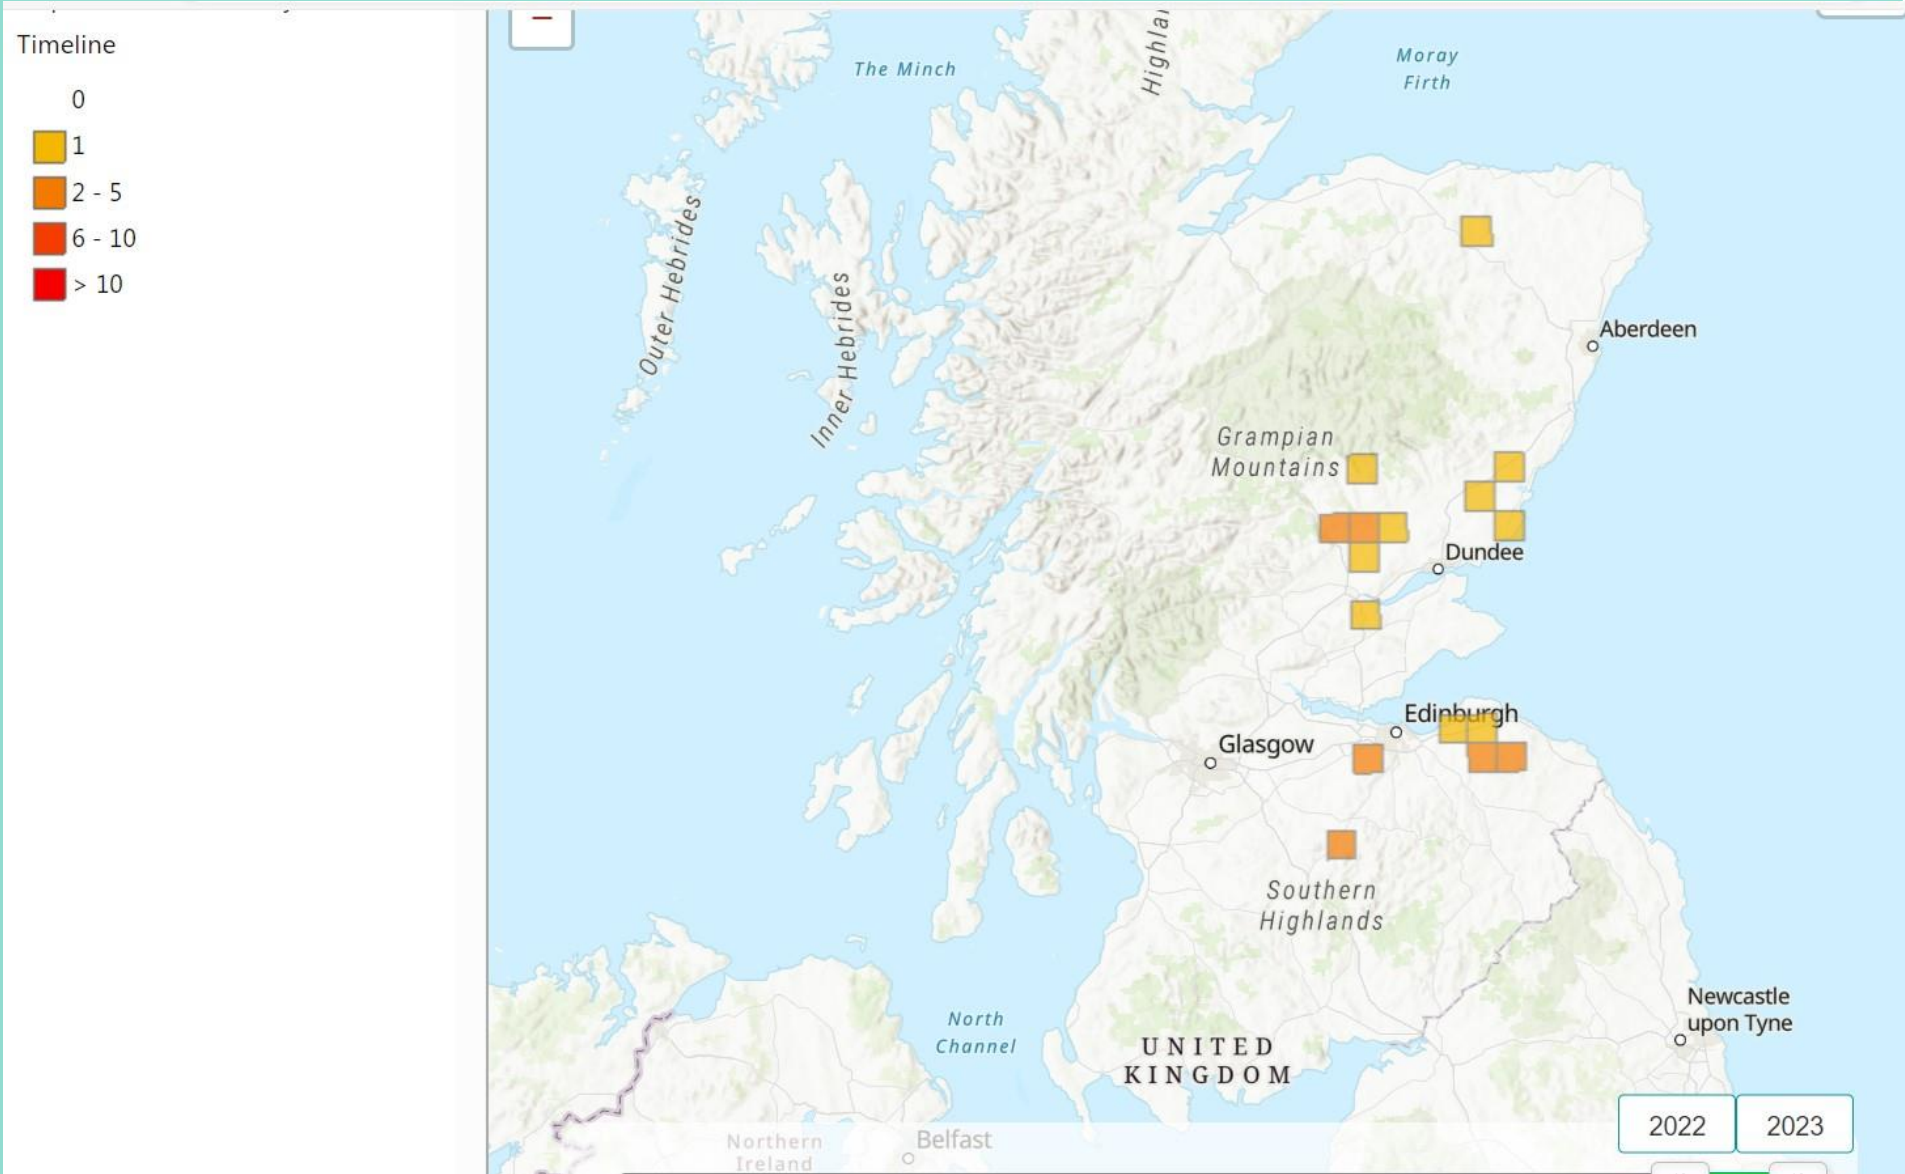 Timeline
0
1
2 - 5
6 - 10
> 10
The Minch
Moray
Firth
Outer Hebrides
Inner Hebrides
Aberdeen
Grampian
Mountains
Dundee
Edinburgh
Glasgow
Southern
Highlands
North
Channel
UNITED
KINGDOM
Newcastle
upon Tyne
2022
2023
Northern
Ireland
Belfast